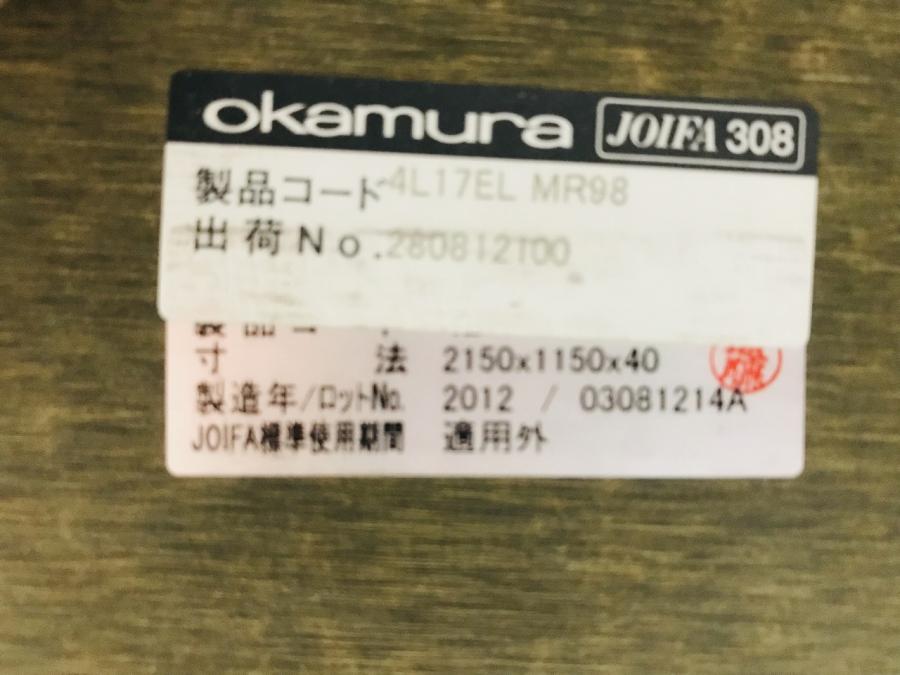 okamura JOIFA 308
製品コード 4L17EL MR98
出荷No. 280812100
寸 法 2150x1150x40
製造年/ロットNo. 2012 / 03081214A
JOIFA標準使用期間 適用外